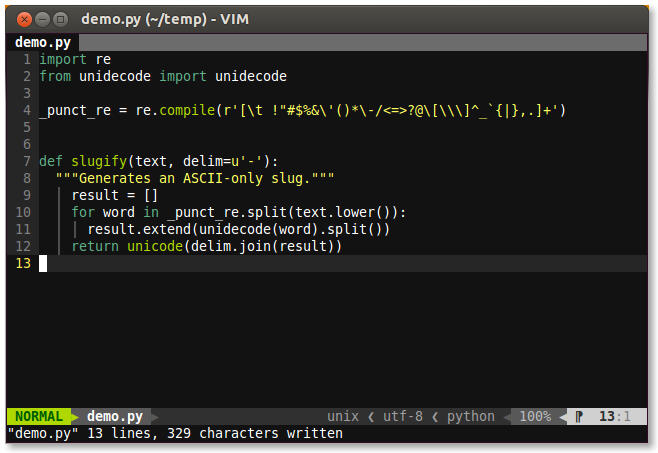 demo.py (~/temp) - VIM
demo.py
1 import re
2 from unidecode import unidecode
3
4 _punct_re = re.compile(r'[\t !"#$%&\'()*\-/<=>?@\[\\\]^_`{|},.]+')
5
6
7 def slugify(text, delim=u'-'):
8   """Generates an ASCII-only slug."""
9     result = []
10     for word in _punct_re.split(text.lower()):
11       result.extend(unidecode(word).split())
12     return unicode(delim.join(result))
13
NORMAL demo.py unix ❮ utf-8 ❮ python 100% ⁋ 13:1
"demo.py" 13 lines, 329 characters written